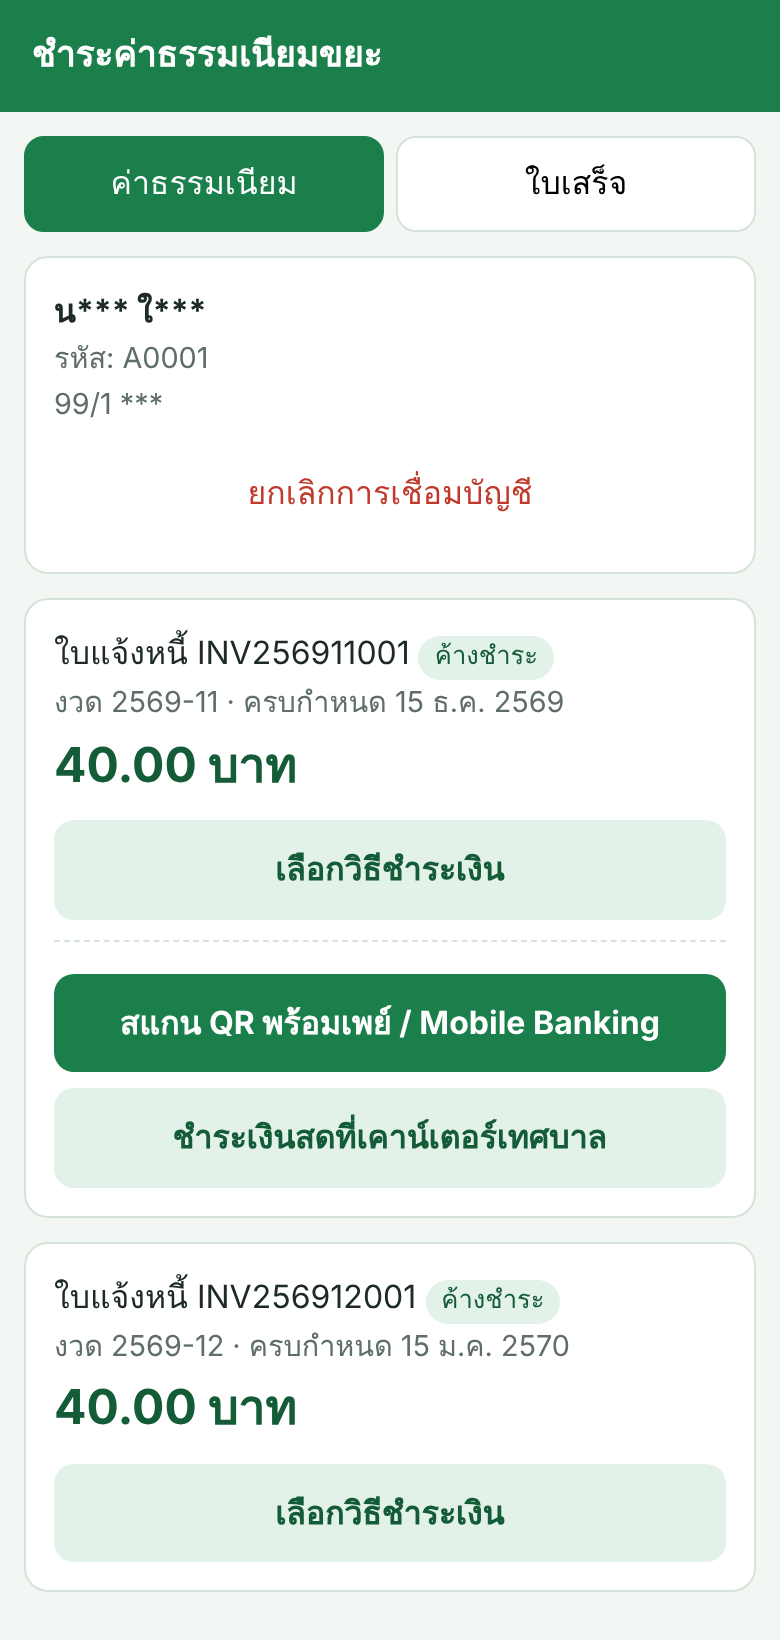 ชำระค่าธรรมเนียมขยะ
ค่าธรรมเนียม
ใบเสร็จ
น*** ใ***
รหัส: A0001
99/1 ***
ยกเลิกการเชื่อมบัญชี
ใบแจ้งหนี้ INV256911001 ค้างชำระ
งวด 2569-11 · ครบกำหนด 15 ธ.ค. 2569
40.00 บาท
เลือกวิธีชำระเงิน
สแกน QR พร้อมเพย์ / Mobile Banking
ชำระเงินสดที่เคาน์เตอร์เทศบาล
ใบแจ้งหนี้ INV256912001 ค้างชำระ
งวด 2569-12 · ครบกำหนด 15 ม.ค. 2570
40.00 บาท
เลือกวิธีชำระเงิน